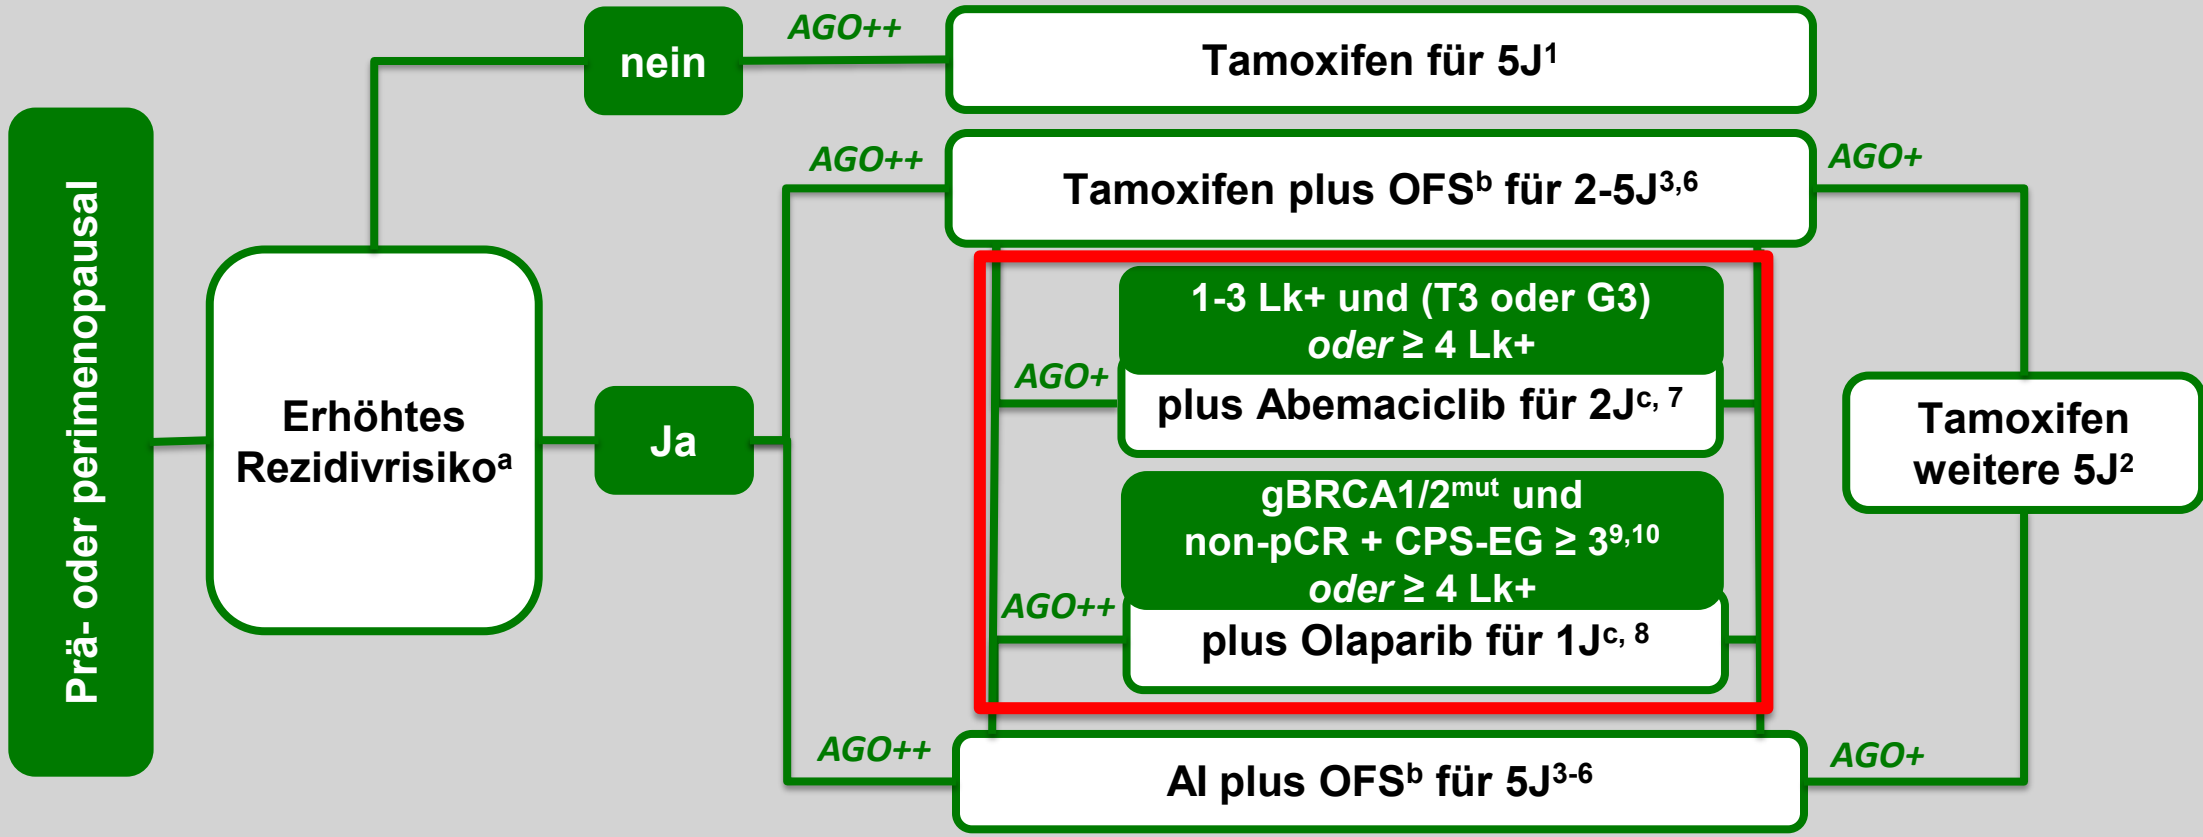 Prä- oder perimenopausal
Erhöhtes
Rezidivrisikoᵃ
nein
AGO++
Tamoxifen für 5J¹
Ja
AGO++
Tamoxifen plus OFSᵇ für 2-5J³,⁶
AGO+
1-3 Lk+ und (T3 oder G3)
oder ≥ 4 Lk+
AGO+
plus Abemaciclib für 2Jᶜ, ⁷
gBRCA1/2ᵐᵘᵗ und
non-pCR + CPS-EG ≥ 3⁹,¹⁰
oder ≥ 4 Lk+
AGO++
plus Olaparib für 1Jᶜ, ⁸
AGO++
AI plus OFSᵇ für 5J³⁻⁶
AGO+
Tamoxifen
weitere 5J²